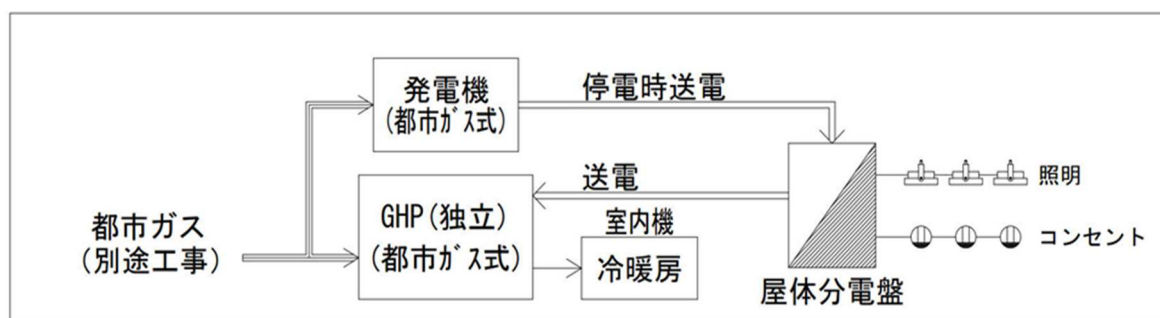 発電機
(都市ｶﾞｽ式)
停電時送電
送電
GHP(独立)
(都市ｶﾞｽ式)
室内機
冷暖房
都市ガス
(別途工事)
照明
コンセント
屋体分電盤